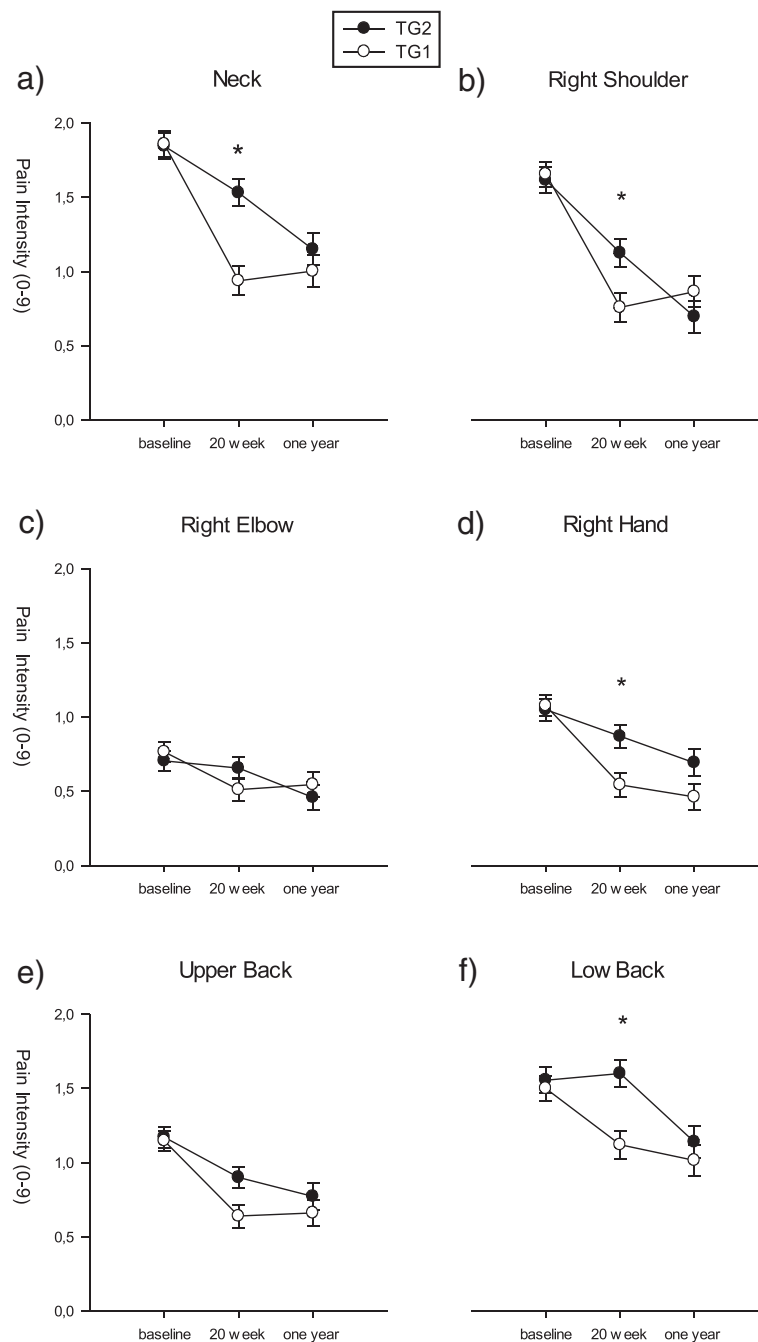 TG2
TG1
a)
Neck
b)
Right Shoulder
Pain Intensity (0-9)
2,0
*
*
1,5
1,0
0,5
0,0
baseline
20 week
one year
baseline
20 week
one year
c)
Right Elbow
d)
Right Hand
Pain Intensity (0-9)
2,0
1,5
*
1,0
0,5
0,0
baseline
20 week
one year
baseline
20 week
one year
e)
Upper Back
f)
Low Back
Pain Intensity (0-9)
2,0
*
1,5
1,0
0,5
0,0
baseline
20 week
one year
baseline
20 week
one year